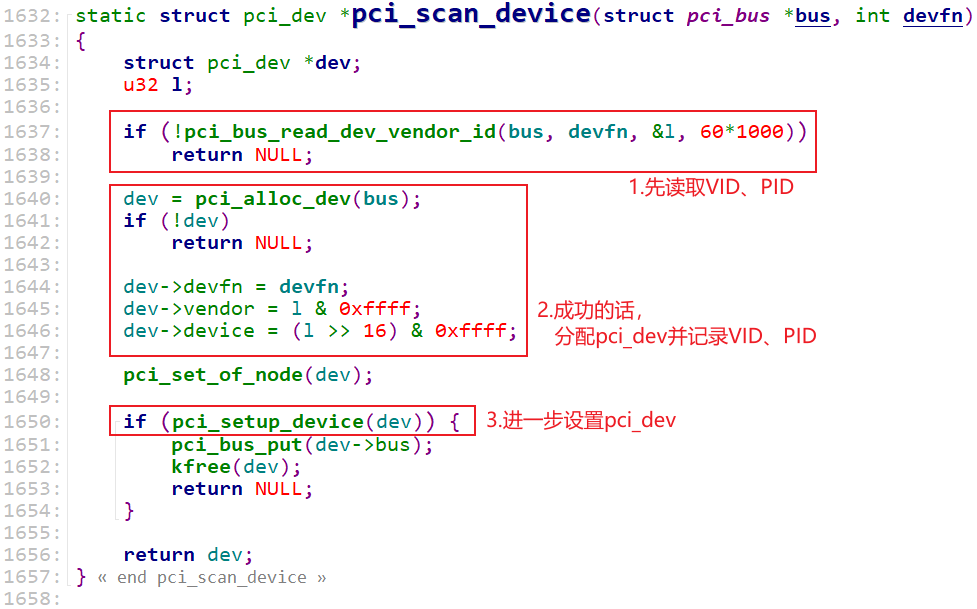 1632: static struct pci_dev *pci_scan_device(struct pci_bus *bus, int devfn)
1633: {
1634: struct pci_dev *dev;
1635: u32 l;
1636:
1637: if (!pci_bus_read_dev_vendor_id(bus, devfn, &l, 60*1000))
1638: return NULL;
1639:
1.先读取VID、PID
1640: dev = pci_alloc_dev(bus);
1641: if (!dev)
1642: return NULL;
1643:
1644: dev->devfn = devfn;
1645: dev->vendor = l & 0xffff;
1646: dev->device = (l >> 16) & 0xffff;
2.成功的话，
分配pci_dev并记录VID、PID
1647:
1648: pci_set_of_node(dev);
1649:
1650: if (pci_setup_device(dev)) {
3.进一步设置pci_dev
1651: pci_bus_put(dev->bus);
1652: kfree(dev);
1653: return NULL;
1654: }
1655:
1656: return dev;
1657: } « end pci_scan_device »
1658: